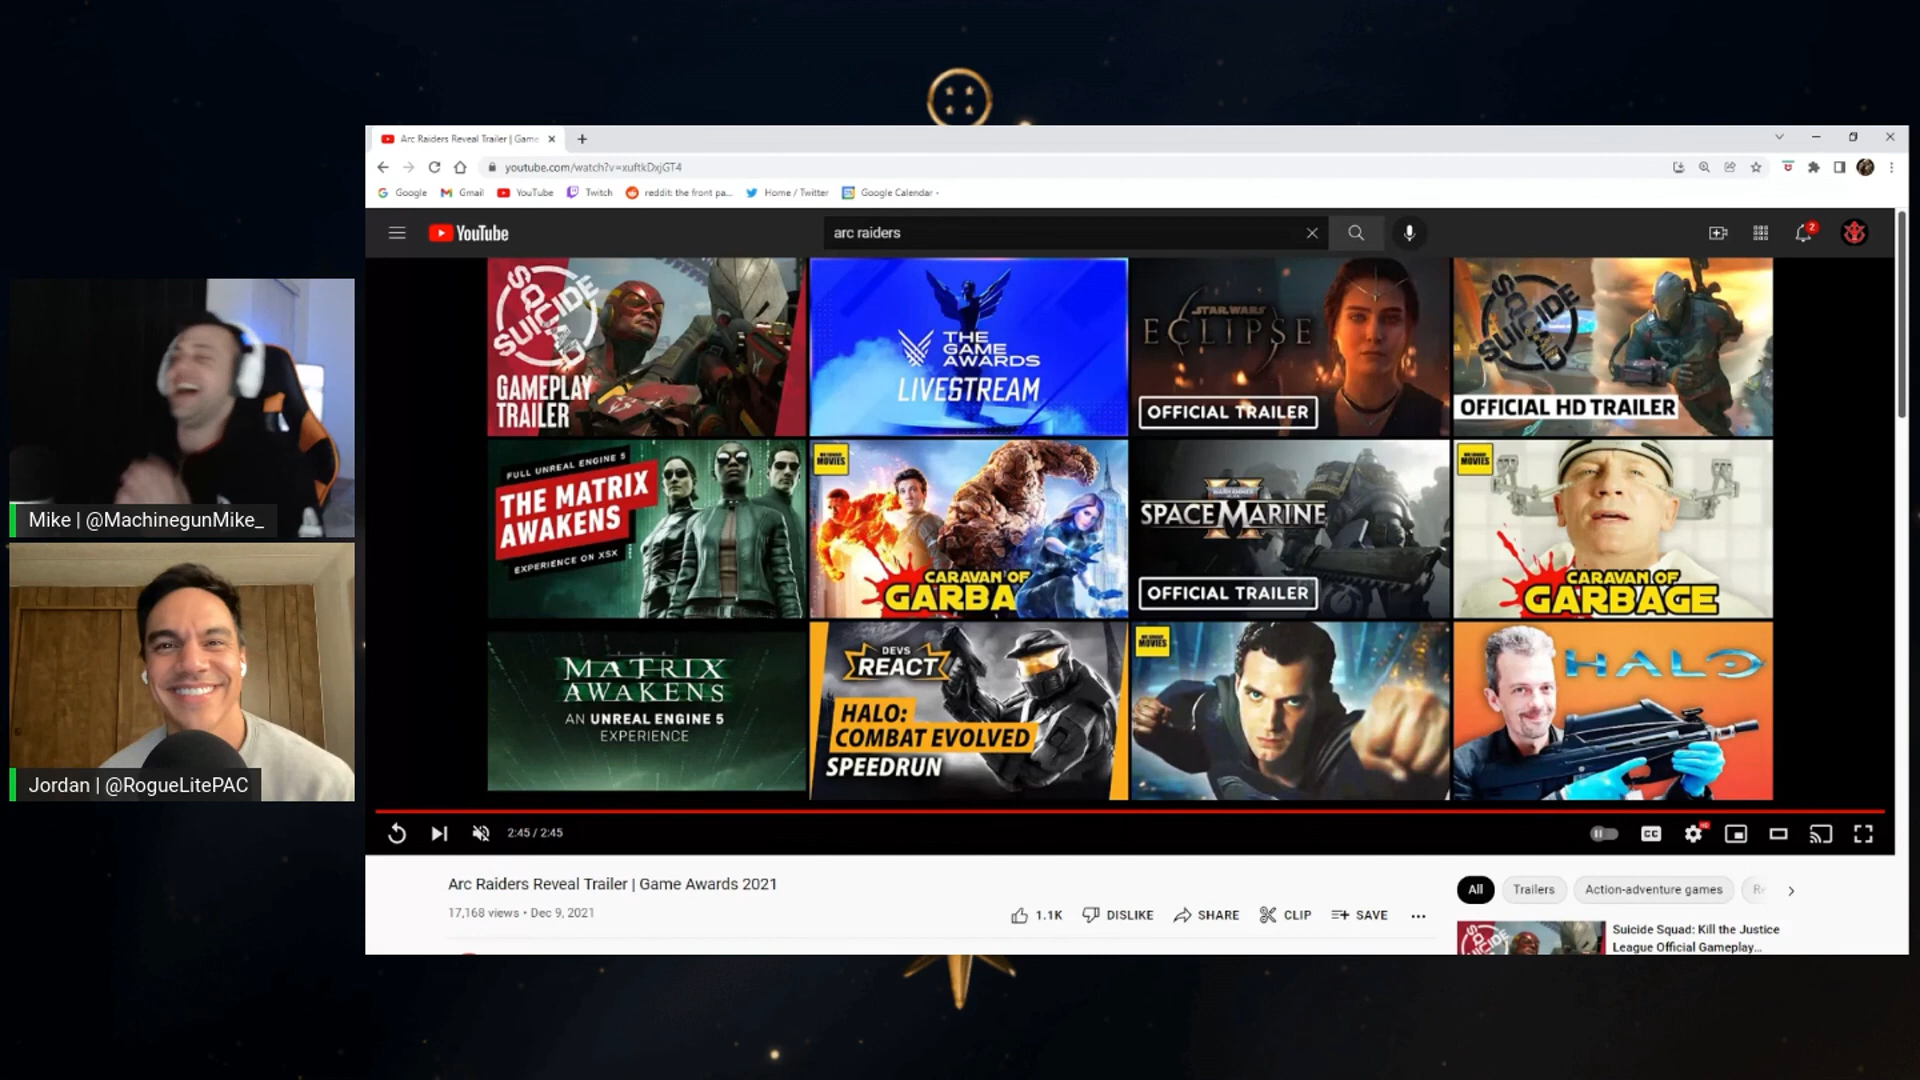 Arc Raiders Reveal Trailer | Game
youtube.com/watch?v=xuftkDxjGT4
Google
Gmail
YouTube
Twitch
reddit: the front pa...
Home / Twitter
Google Calendar -
YouTube
arc raiders
2
SUICIDE SQUAD
GAMEPLAY
TRAILER
THE
GAME
AWARDS
LIVESTREAM
STAR WARS
ECLIPSE
OFFICIAL TRAILER
SUICIDE SQUAD
OFFICIAL HD TRAILER
FULL UNREAL ENGINE 5
THE MATRIX
AWAKENS
EXPERIENCE ON XSX
MOVIES
CARAVAN OF
GARBA
WARHAMMER
SPACE MARINE
OFFICIAL TRAILER
MOVIES
CARAVAN OF
GARBAGE
THE
MATRIX
AWAKENS
AN UNREAL ENGINE 5
EXPERIENCE
DEVS
REACT
HALO:
COMBAT EVOLVED
SPEEDRUN
MOVIES
HALO
2:45 / 2:45
CC
HD
Arc Raiders Reveal Trailer | Game Awards 2021
17,168 views • Dec 9, 2021
1.1K
DISLIKE
SHARE
CLIP
SAVE
All
Trailers
Action-adventure games
Suicide Squad: Kill the Justice
League Official Gameplay...
Mike | @MachinegunMike_
Jordan | @RogueLitePAC